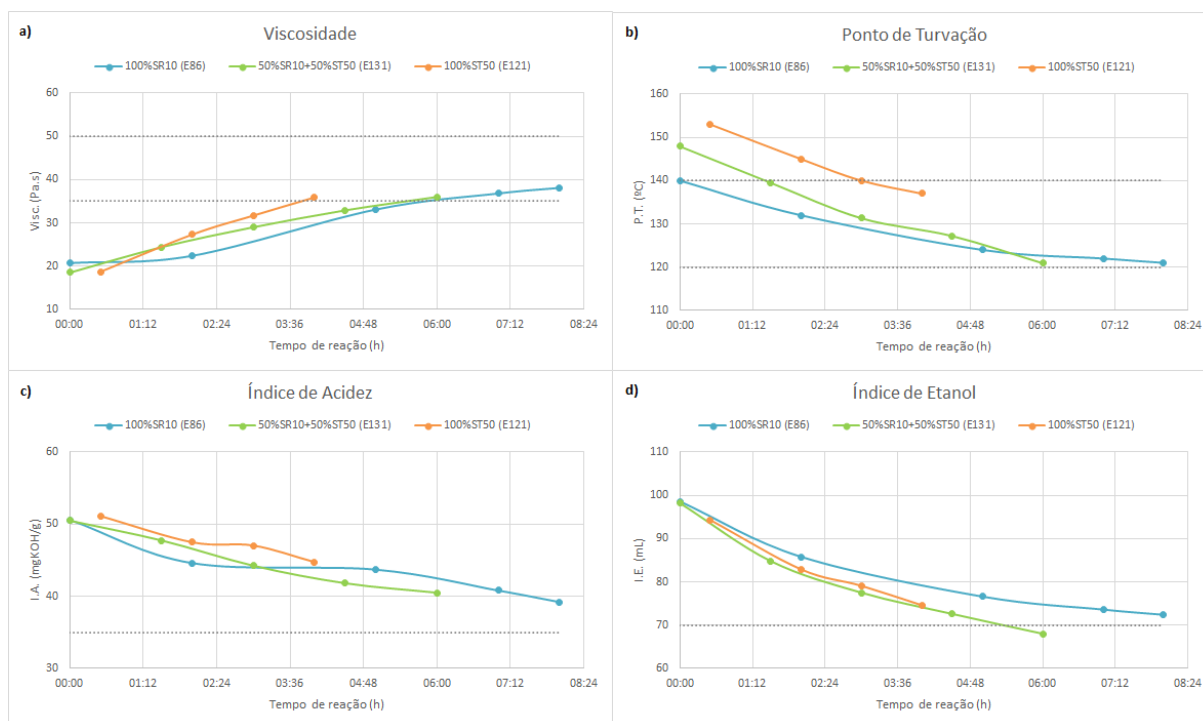 a)
Viscosidade
100%SR10 (E86) 50%SR10+50%ST50 (E131) 100%ST50 (E121)
60
50
40
30
20
10
Visc. (Pa.s)
00:00 01:12 02:24 03:36 04:48 06:00 07:12 08:24
Tempo de reação (h)
b)
Ponto de Turvação
100%SR10 (E86) 50%SR10+50%ST50 (E131) 100%ST50 (E121)
160
150
140
130
120
110
P.T. (ºC)
00:00 01:12 02:24 03:36 04:48 06:00 07:12 08:24
Tempo de reação (h)
c)
Índice de Acidez
100%SR10 (E86) 50%SR10+50%ST50 (E131) 100%ST50 (E121)
60
50
40
30
I.A. (mgKOH/g)
00:00 01:12 02:24 03:36 04:48 06:00 07:12 08:24
Tempo de reação (h)
d)
Índice de Etanol
100%SR10 (E86) 50%SR10+50%ST50 (E131) 100%ST50 (E121)
110
100
90
80
70
60
I.E. (mL)
00:00 01:12 02:24 03:36 04:48 06:00 07:12 08:24
Tempo de reação (h)